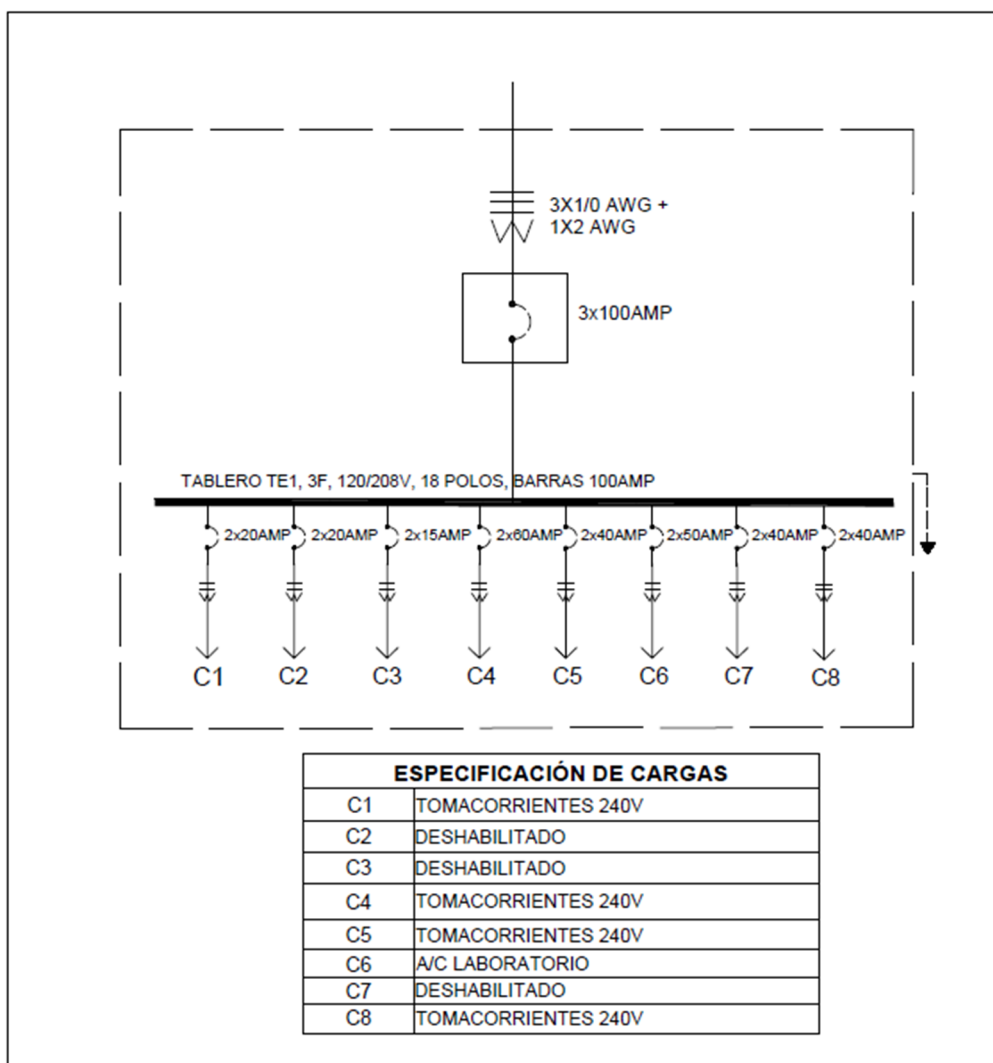 3X1/0 AWG +
1X2 AWG
3x100AMP
TABLERO TE1, 3F, 120/208V, 18 POLOS, BARRAS 100AMP
2x20AMP 2x20AMP 2x15AMP 2x60AMP 2x40AMP 2x50AMP 2x40AMP 2x40AMP
C1 C2 C3 C4 C5 C6 C7 C8
ESPECIFICACIÓN DE CARGAS
C1 TOMACORRIENTES 240V
C2 DESHABILITADO
C3 DESHABILITADO
C4 TOMACORRIENTES 240V
C5 TOMACORRIENTES 240V
C6 A/C LABORATORIO
C7 DESHABILITADO
C8 TOMACORRIENTES 240V